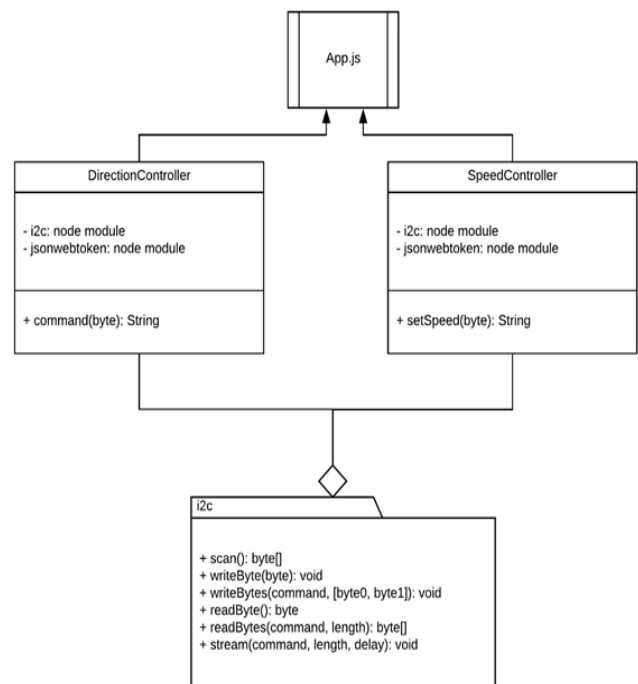 App.js
DirectionController
- i2c: node module
- jsonwebtoken: node module
+ command(byte): String
SpeedController
- i2c: node module
- jsonwebtoken: node module
+ setSpeed(byte): String
i2c
+ scan(): byte[]
+ writeByte(byte): void
+ writeBytes(command, [byte0, byte1]): void
+ readByte(): byte
+ readBytes(command, length): byte[]
+ stream(command, length, delay): void